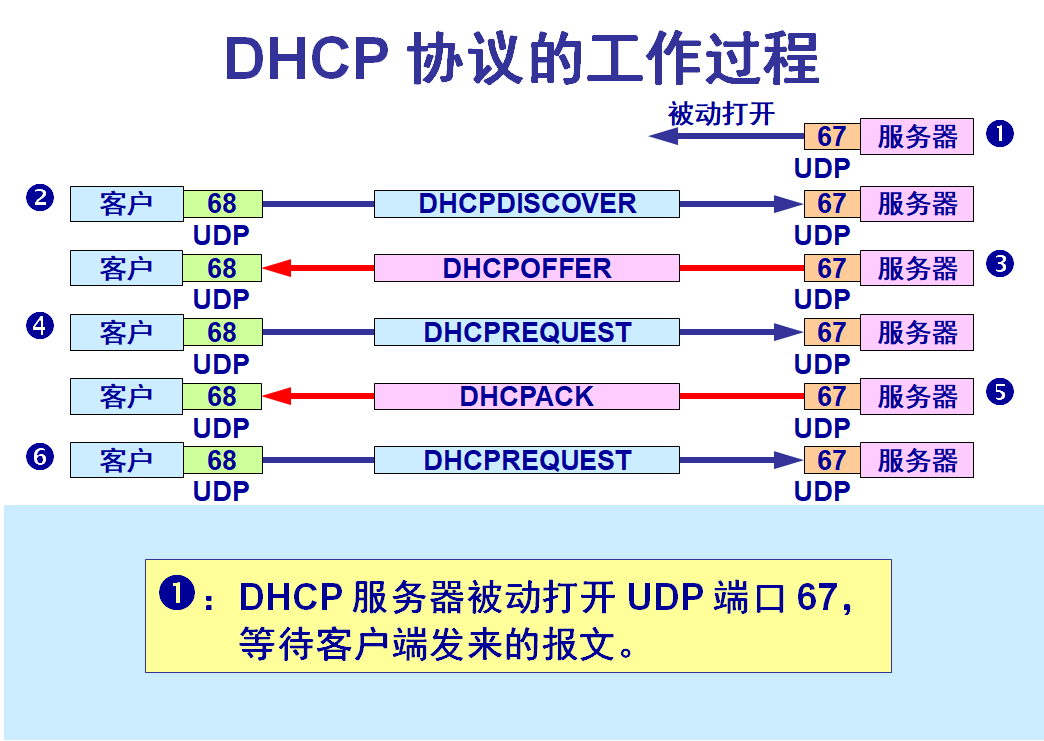 DHCP 协议的工作过程
被动打开
67 服务器 ❶
UDP
❷ 客户 68 DHCPDISCOVER 67 服务器
UDP UDP
客户 68 DHCPOFFER 67 服务器 ❸
UDP UDP
❹ 客户 68 DHCPREQUEST 67 服务器
UDP UDP
客户 68 DHCPACK 67 服务器 ❺
UDP UDP
❻ 客户 68 DHCPREQUEST 67 服务器
UDP UDP
❶：DHCP 服务器被动打开 UDP 端口 67，
等待客户端发来的报文。